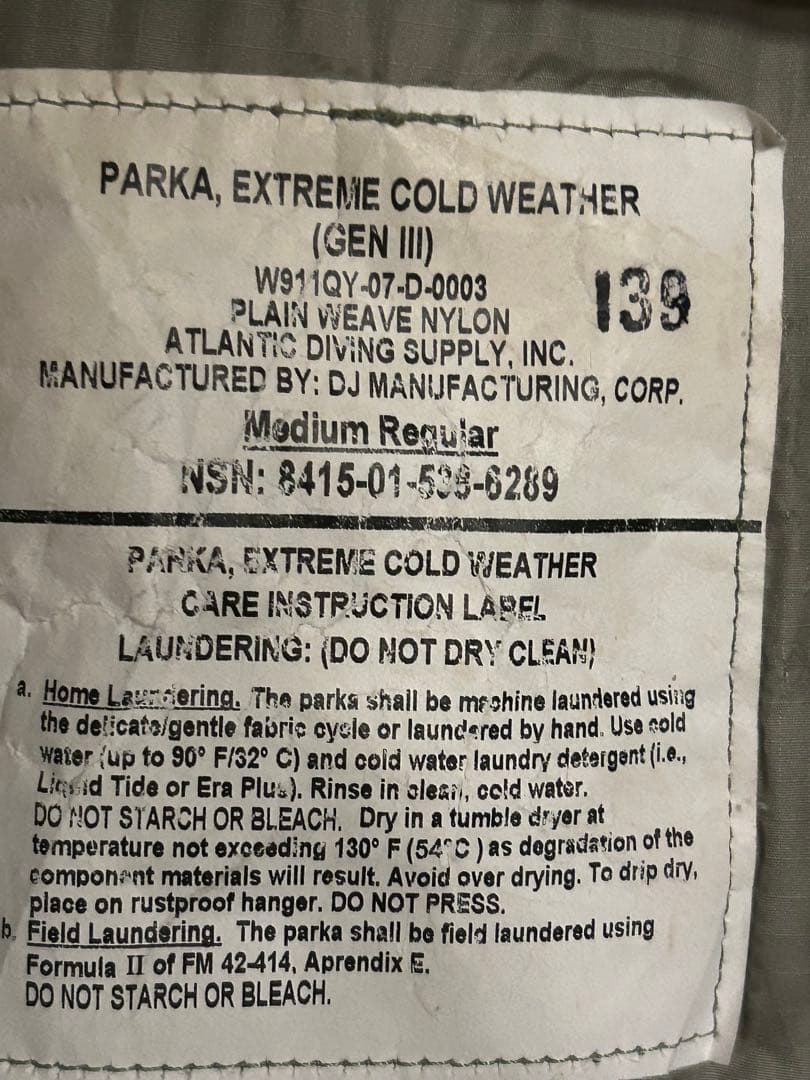 PARKA, EXTREME COLD WEATHER
(GEN III)
W911QY-07-D-0003
139
PLAIN WEAVE NYLON
ATLANTIC DIVING SUPPLY, INC.
MANUFACTURED BY: DJ MANUFACTURING, CORP.
Medium Regular
NSN: 8415-01-538-6289
PARKA, EXTREME COLD WEATHER
CARE INSTRUCTION LABEL
LAUNDERING: (DO NOT DRY CLEAN)
a. Home Laundering. The parka shall be machine laundered using
the delicate/gentle fabric cycle or laundered by hand. Use cold
water (up to 90° F/32° C) and cold water laundry detergent (i.e.,
Liquid Tide or Era Plus). Rinse in clean, cold water.
DO NOT STARCH OR BLEACH. Dry in a tumble dryer at
temperature not exceeding 130° F (54°C ) as degradation of the
component materials will result. Avoid over drying. To drip dry,
place on rustproof hanger. DO NOT PRESS.
b. Field Laundering. The parka shall be field laundered using
Formula II of FM 42-414, Appendix E.
DO NOT STARCH OR BLEACH.